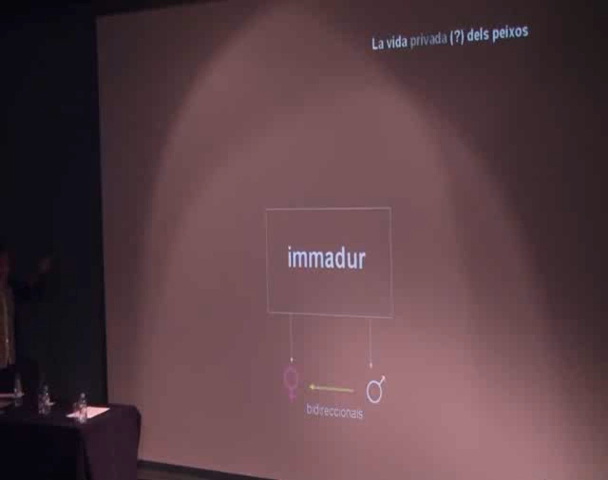 La vida privada (?) dels peixos
immadur
bidireccionals